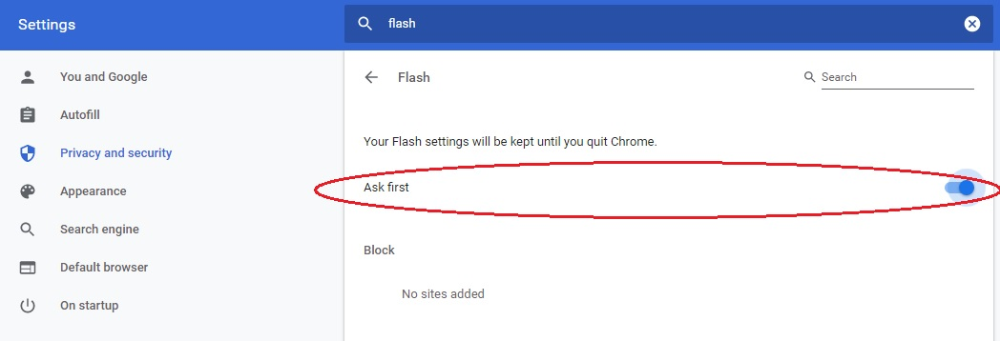 Settings
flash
You and Google
Autofill
Privacy and security
Appearance
Search engine
Default browser
On startup
Flash
Search
Your Flash settings will be kept until you quit Chrome.
Ask first
Block
No sites added